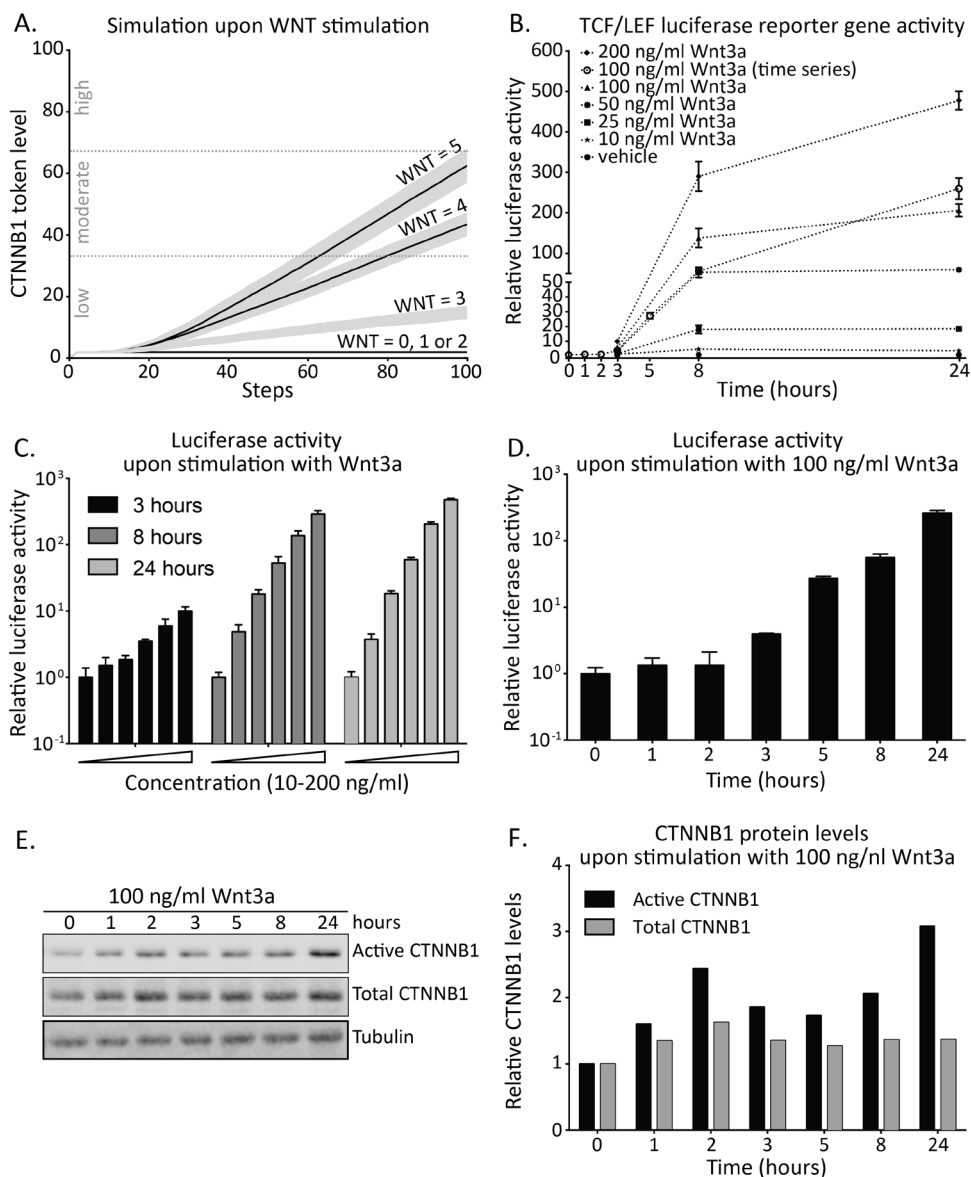 A. Simulation upon WNT stimulation
100
80
60
40
20
0
CTNNB1 token level
low
moderate
high
WNT = 5
WNT = 4
WNT = 3
WNT = 0, 1 or 2
0 20 40 60 80 100
Steps
B. TCF/LEF luciferase reporter gene activity
600
500
400
300
200
100
50
40
30
20
10
0
Relative luciferase activity
200 ng/ml Wnt3a
100 ng/ml Wnt3a (time series)
100 ng/ml Wnt3a
50 ng/ml Wnt3a
25 ng/ml Wnt3a
10 ng/ml Wnt3a
vehicle
0 1 2 3 5 8 24
Time (hours)
C. Luciferase activity
upon stimulation with Wnt3a
10³
10²
10¹
10⁰
10⁻¹
Relative luciferase activity
3 hours
8 hours
24 hours
Concentration (10-200 ng/ml)
D. Luciferase activity
upon stimulation with 100 ng/ml Wnt3a
10³
10²
10¹
10⁰
10⁻¹
Relative luciferase activity
0 1 2 3 5 8 24
Time (hours)
E.
100 ng/ml Wnt3a
0 1 2 3 5 8 24 hours
Active CTNNB1
Total CTNNB1
Tubulin
F. CTNNB1 protein levels
upon stimulation with 100 ng/nl Wnt3a
4
3
2
1
0
Relative CTNNB1 levels
Active CTNNB1
Total CTNNB1
0 1 2 3 5 8 24
Time (hours)